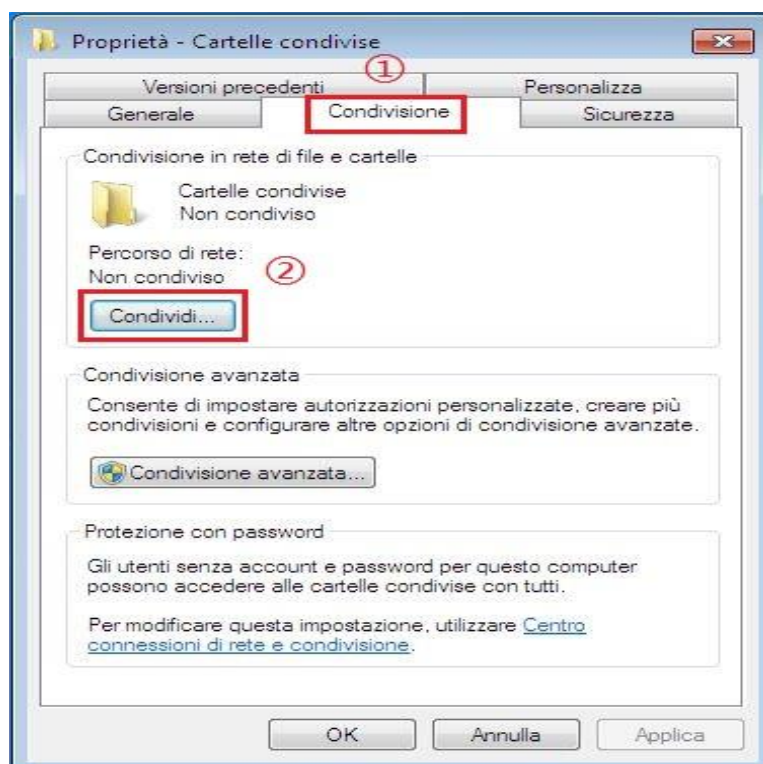 Proprietà - Cartelle condivise
①
Versioni precedenti
Personalizza
Generale
Condivisione
Sicurezza
Condivisione in rete di file e cartelle
Cartelle condivise
Non condiviso
Percorso di rete:
Non condiviso
②
Condividi...
Condivisione avanzata
Consente di impostare autorizzazioni personalizzate, creare più
condivisioni e configurare altre opzioni di condivisione avanzate.
Condivisione avanzata...
Protezione con password
Gli utenti senza account e password per questo computer
possono accedere alle cartelle condivise con tutti.
Per modificare questa impostazione, utilizzare Centro
connessioni di rete e condivisione.
OK
Annulla
Applica